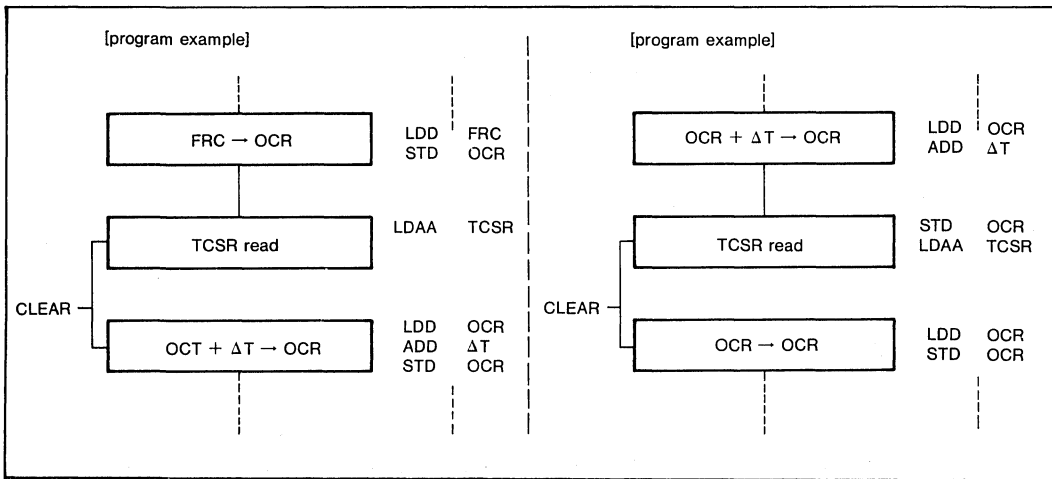 [program example]
FRC → OCR
LDD FRC
STD OCR
TCSR read
LDAA TCSR
CLEAR
OCT + ΔT → OCR
LDD OCR
ADD ΔT
STD OCR
[program example]
OCR + ΔT → OCR
LDD OCR
ADD ΔT
TCSR read
STD OCR
LDAA TCSR
CLEAR
OCR → OCR
LDD OCR
STD OCR